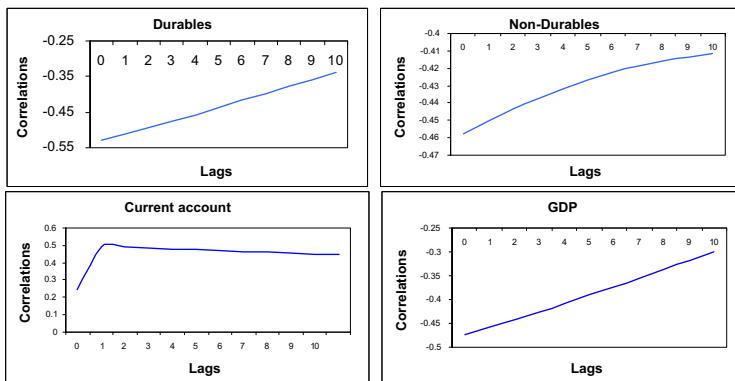 Durables
-0.25
-0.35
-0.45
-0.55
0 1 2 3 4 5 6 7 8 9 10
Correlations
Lags
Non-Durables
-0.4
-0.41
-0.42
-0.43
-0.44
-0.45
-0.46
-0.47
0 1 2 3 4 5 6 7 8 9 10
Correlations
Lags
Current account
0.6
0.5
0.4
0.3
0.2
0.1
0
0 1 2 3 4 5 6 7 8 9 10
Correlations
Lags
GDP
-0.25
-0.3
-0.35
-0.4
-0.45
-0.5
0 1 2 3 4 5 6 7 8 9 10
Correlations
Lags